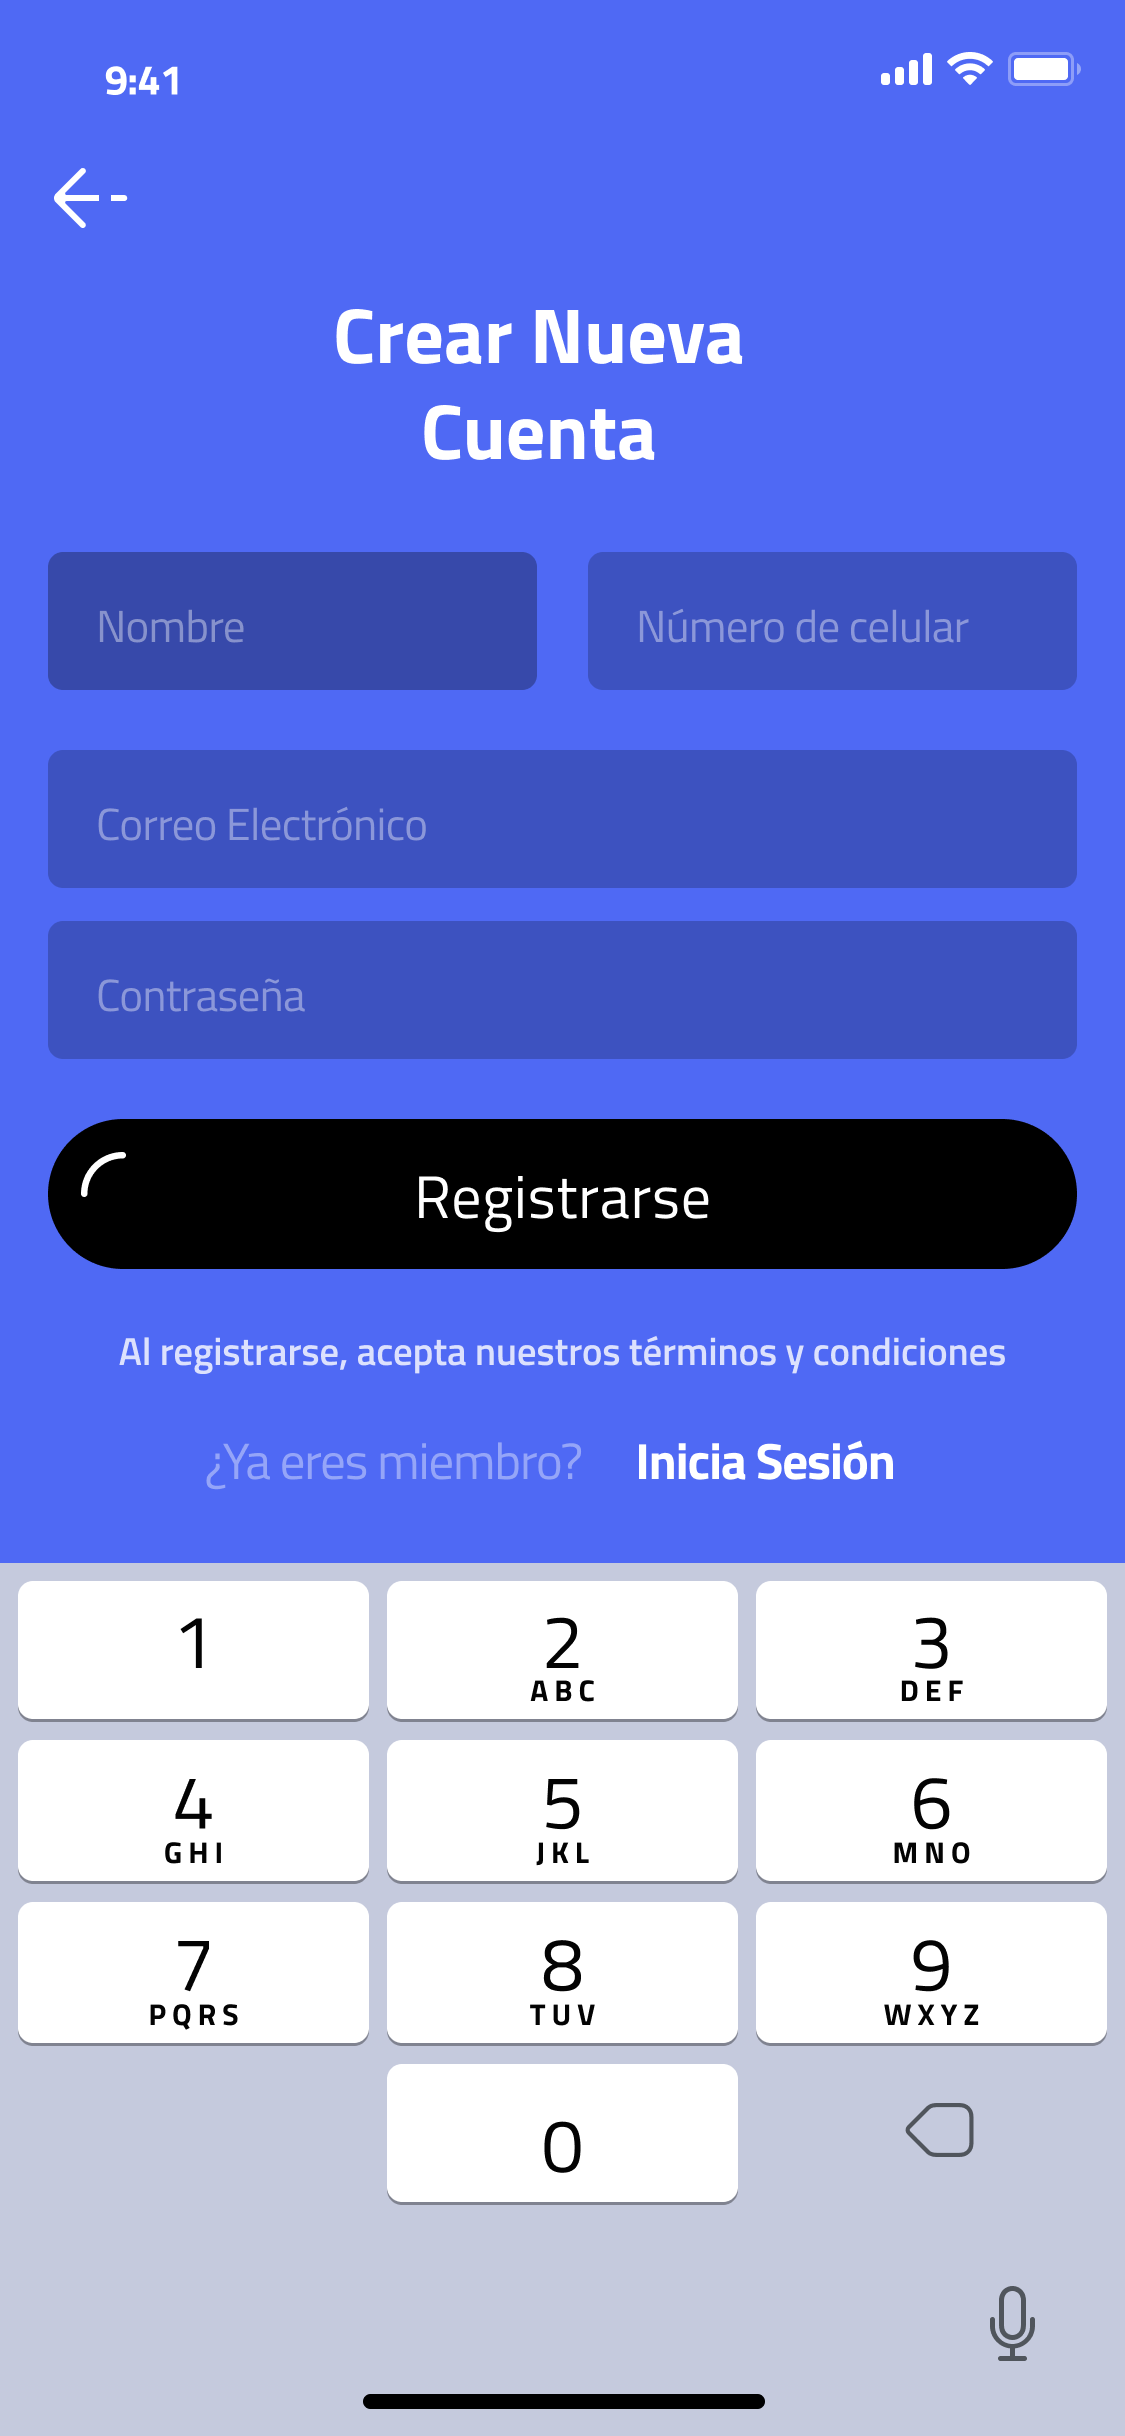 9:41
Crear Nueva
Cuenta
Nombre
Número de celular
Correo Electrónico
Contraseña
Registrarse
Al registrarse, acepta nuestros términos y condiciones
¿Ya eres miembro? Inicia Sesión
1
2
ABC
3
DEF
4
GHI
5
JKL
6
MNO
7
PQRS
8
TUV
9
WXYZ
0